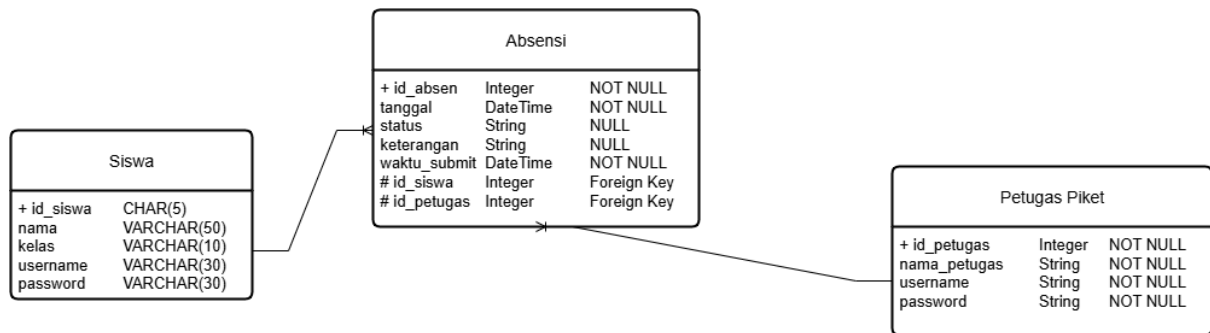 Absensi
+ id_absen Integer NOT NULL
tanggal DateTime NOT NULL
status String NULL
keterangan String NULL
waktu_submit DateTime NOT NULL
# id_siswa Integer Foreign Key
# id_petugas Integer Foreign Key
Siswa
+ id_siswa CHAR(5)
nama VARCHAR(50)
kelas VARCHAR(10)
username VARCHAR(30)
password VARCHAR(30)
Petugas Piket
+ id_petugas Integer NOT NULL
nama_petugas String NOT NULL
username String NOT NULL
password String NOT NULL